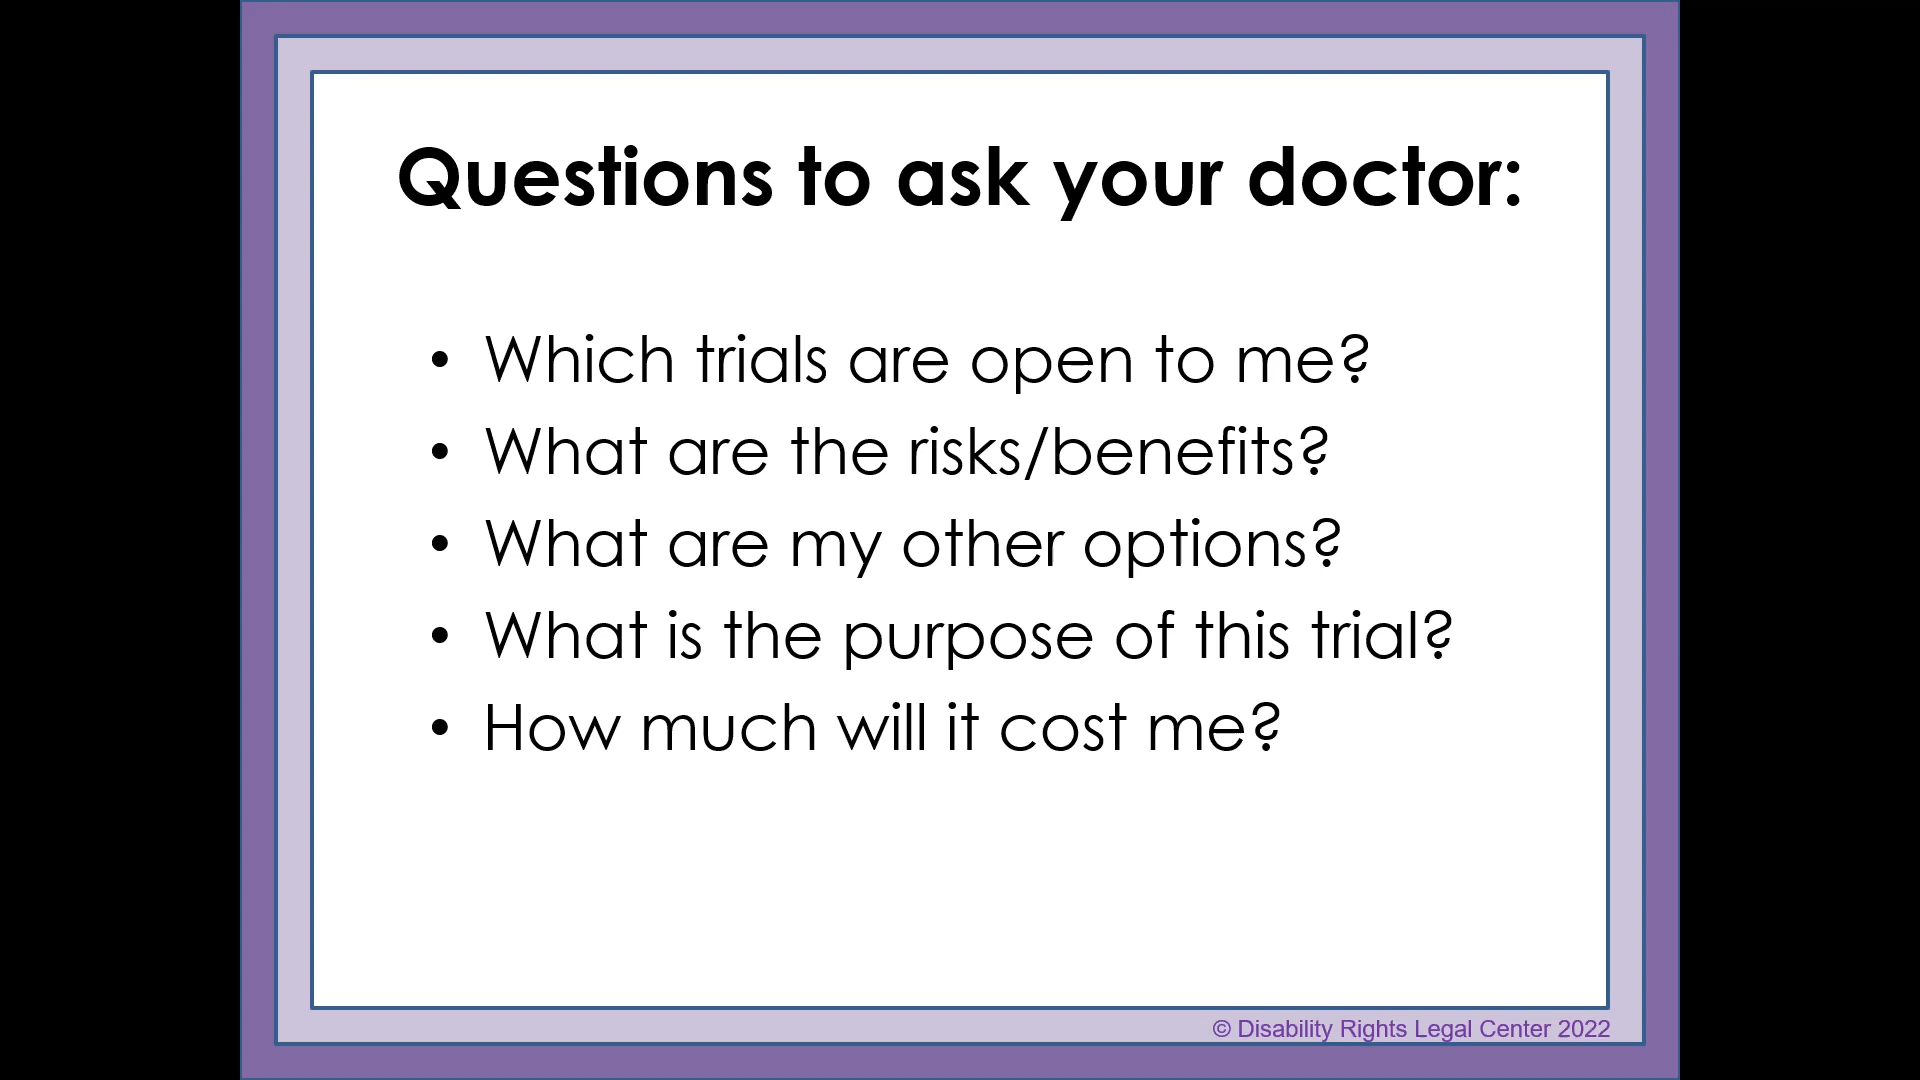 Questions to ask your doctor:
• Which trials are open to me?
• What are the risks/benefits?
• What are my other options?
• What is the purpose of this trial?
• How much will it cost me?
© Disability Rights Legal Center 2022